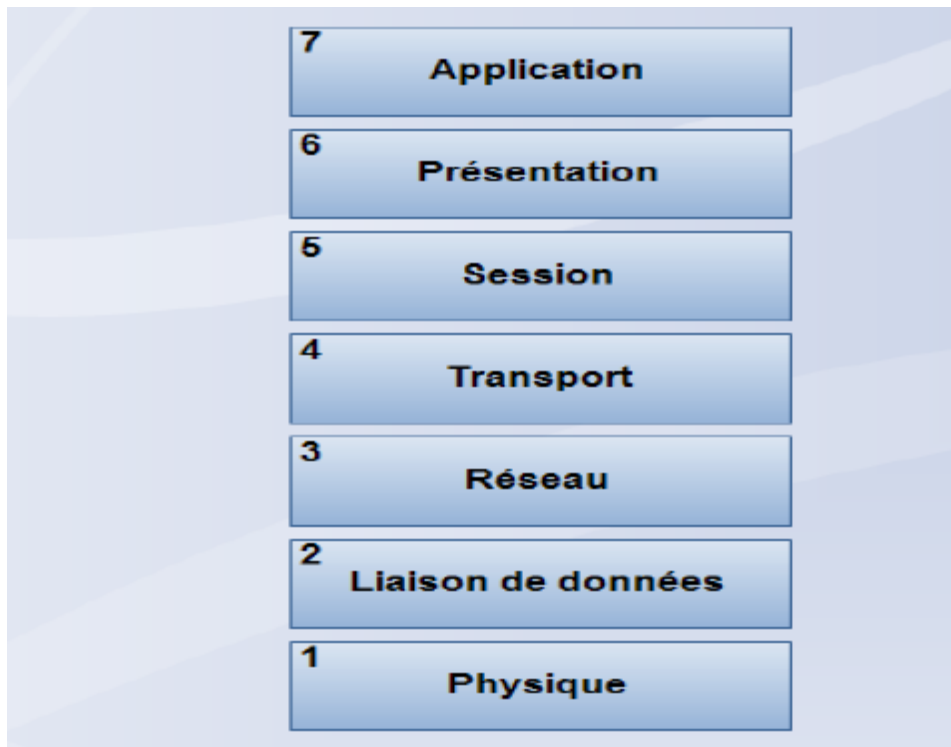 7
Application
6
Présentation
5
Session
4
Transport
3
Réseau
2
Liaison de données
1
Physique